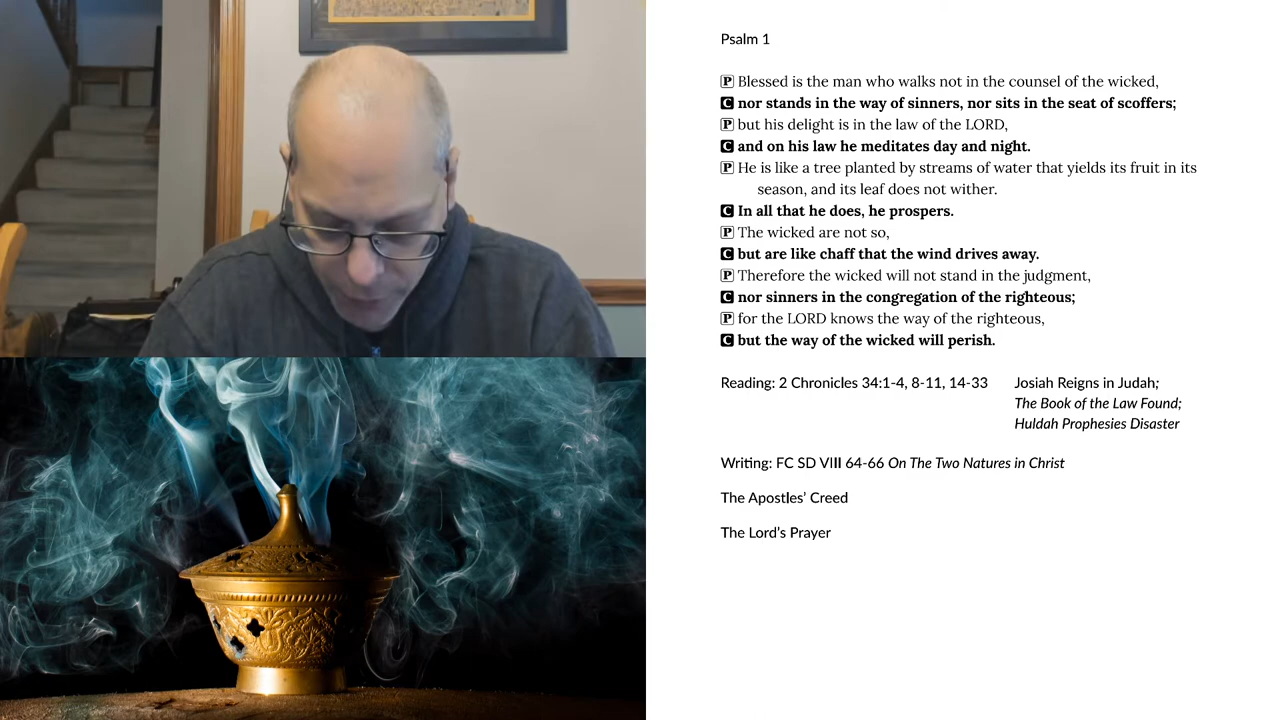 Psalm 1
P Blessed is the man who walks not in the counsel of the wicked,
C nor stands in the way of sinners, nor sits in the seat of scoffers;
P but his delight is in the law of the LORD,
C and on his law he meditates day and night.
P He is like a tree planted by streams of water that yields its fruit in its
season, and its leaf does not wither.
C In all that he does, he prospers.
P The wicked are not so,
C but are like chaff that the wind drives away.
P Therefore the wicked will not stand in the judgment,
C nor sinners in the congregation of the righteous;
P for the LORD knows the way of the righteous,
C but the way of the wicked will perish.
Reading: 2 Chronicles 34:1-4, 8-11, 14-33 Josiah Reigns in Judah;
The Book of the Law Found;
Huldah Prophesies Disaster
Writing: FC SD VIII 64-66 On The Two Natures in Christ
The Apostles' Creed
The Lord's Prayer